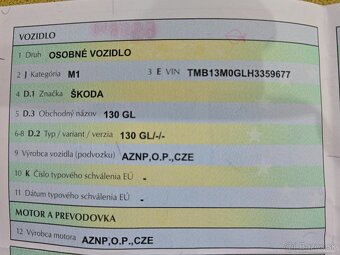 VOZIDLO
1 Druh OSOBNÉ VOZIDLO
2 J Kategória M1 3 E VIN TMB13M0GLH3359677
4 D.1 Značka ŠKODA
5 D.3 Obchodný názov 130 GL
6-8 D.2 Typ / variant / verzia 130 GL/-/-
9 Výrobca vozidla (podvozku) AZNP,O.P.,CZE
10 K Číslo typového schválenia EÚ -
11 Dátum typového schválenia EÚ -
MOTOR A PREVODOVKA
12 Výrobca motora AZNP,O.P.,CZE